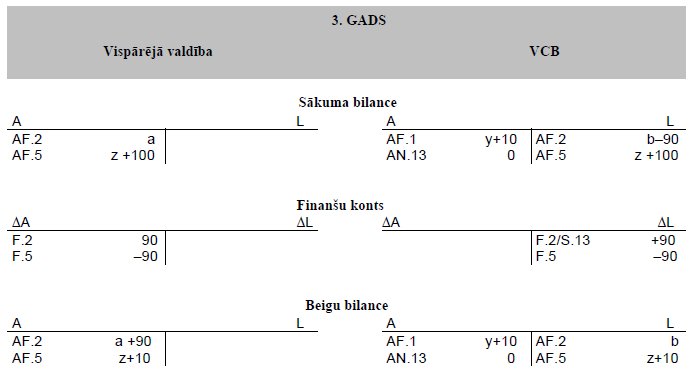 3. GADS
Vispārējā valdība VCB
Sākuma bilance
A L A L
AF.2 a AF.1 y+10 AF.2 b–90
AF.5 z +100 AN.13 0 AF.5 z +100
Finanšu konts
ΔA ΔL ΔA ΔL
F.2 90 F.2/S.13 +90
F.5 –90 F.5 –90
Beigu bilance
A L A L
AF.2 a +90 AF.1 y+10 AF.2 b
AF.5 z+10 AN.13 0 AF.5 z+10